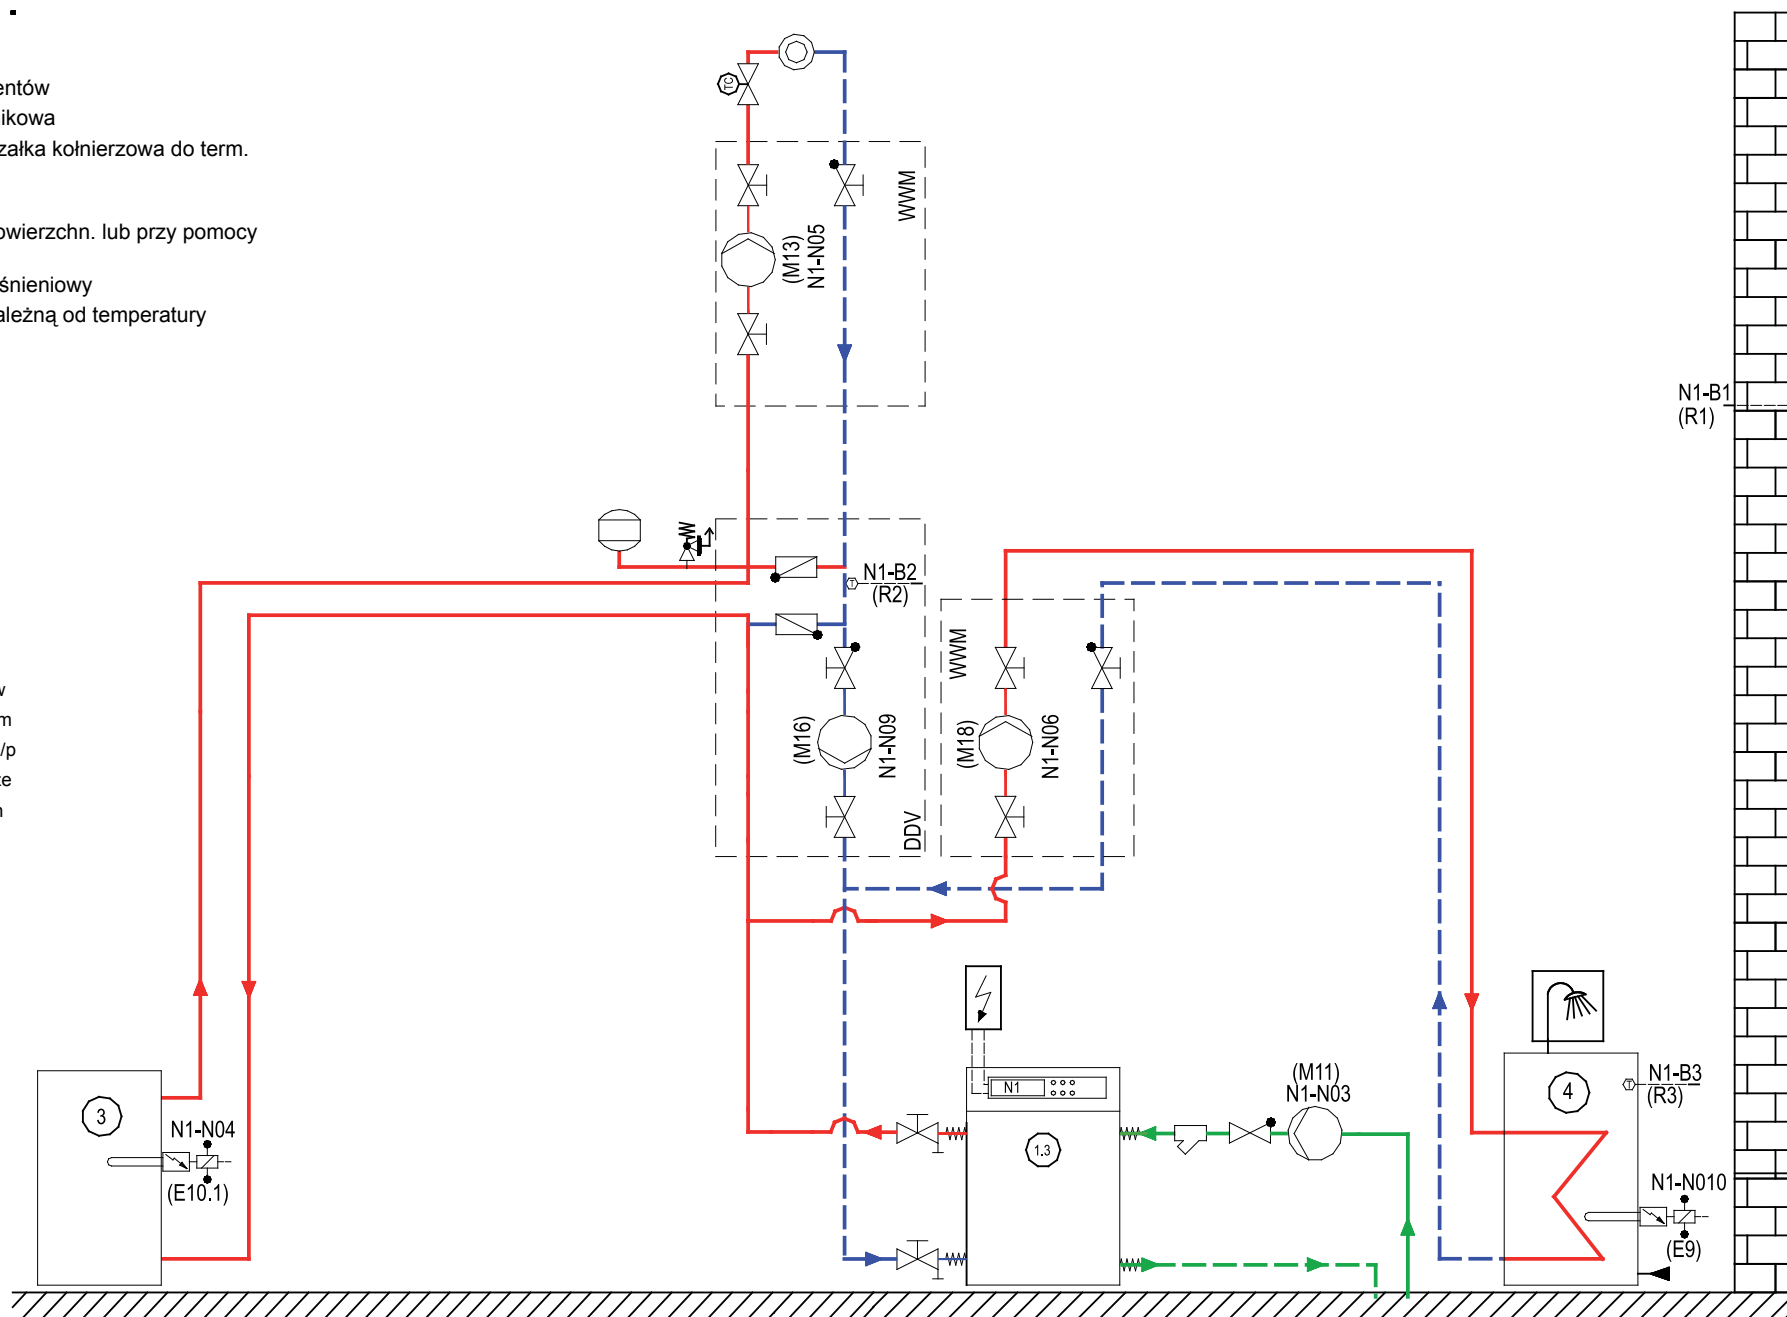 entów
ikowa
załka kołnierzowa do term.
owierzchn. lub przy pomocy
śnieniowy
ależną od temperatury
TC
WWM
(M13)
N1-N05
N1-B1
(R1)
T
N1-B2
(R2)
WWM
(M16)
N1-N09
(M18)
N1-N06
DDV
w
m
/p
te
n
N1
1.3
(M11)
N1-N03
3
N1-N04
(E10.1)
4
T
N1-B3
(R3)
N1-N010
(E9)